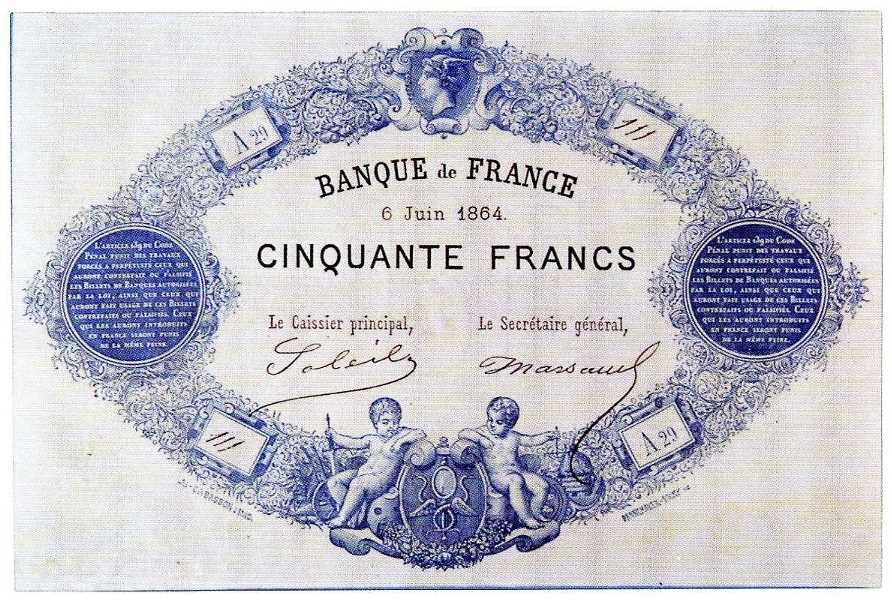 A 29
111
BANQUE de FRANCE
6 Juin 1864.
CINQUANTE FRANCS
L'ARTICLE 139 DU CODE
PÉNAL PUNIT DES TRAVAUX
FORCÉS À PERPÉTUITÉ CEUX QUI
AURONT CONTREFAIT OU FALSIFIÉ
LES BILLETS DE BANQUES AUTORISÉES
PAR LA LOI, AINSI QUE CEUX QUI
AURONT FAIT USAGE DE CES BILLETS
CONTREFAITS OU FALSIFIÉS. CEUX
QUI LES AURONT INTRODUITS
EN FRANCE SERONT PUNIS
DE LA MÊME PEINE.
L'ARTICLE 139 DU CODE
PÉNAL PUNIT DES TRAVAUX
FORCÉS À PERPÉTUITÉ CEUX QUI
AURONT CONTREFAIT OU FALSIFIÉ
LES BILLETS DE BANQUES AUTORISÉES
PAR LA LOI, AINSI QUE CEUX QUI
AURONT FAIT USAGE DE CES BILLETS
CONTREFAITS OU FALSIFIÉS. CEUX
QUI LES AURONT INTRODUITS
EN FRANCE SERONT PUNIS
DE LA MÊME PEINE.
Le Caissier principal,
Le Secrétaire général,
Soleil
Marsaud
111
A 29